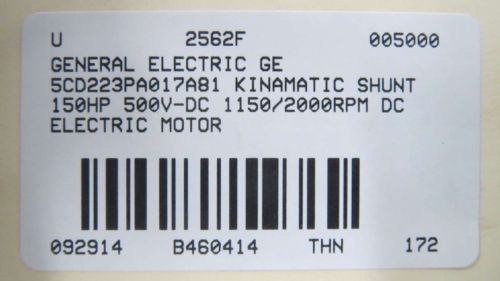 U 2562F 005000
GENERAL ELECTRIC GE
5CD223PA017A81 KINAMATIC SHUNT
150HP 500V-DC 1150/2000RPM DC
ELECTRIC MOTOR
092914 B460414 THN 172